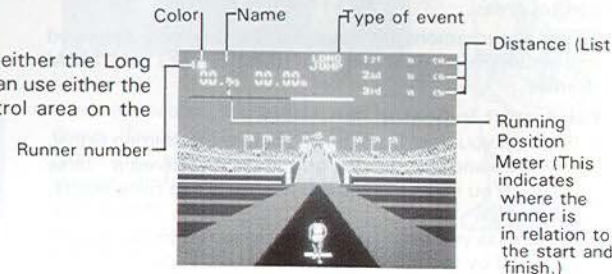 Color
Name
Type of event
Distance (List
either the Long
an use either the
trol area on the
Runner number
LONG
JUMP
1st
2nd
3rd
Running
Position
Meter (This
indicates
where the
runner is
in relation to
the start and
finish.)